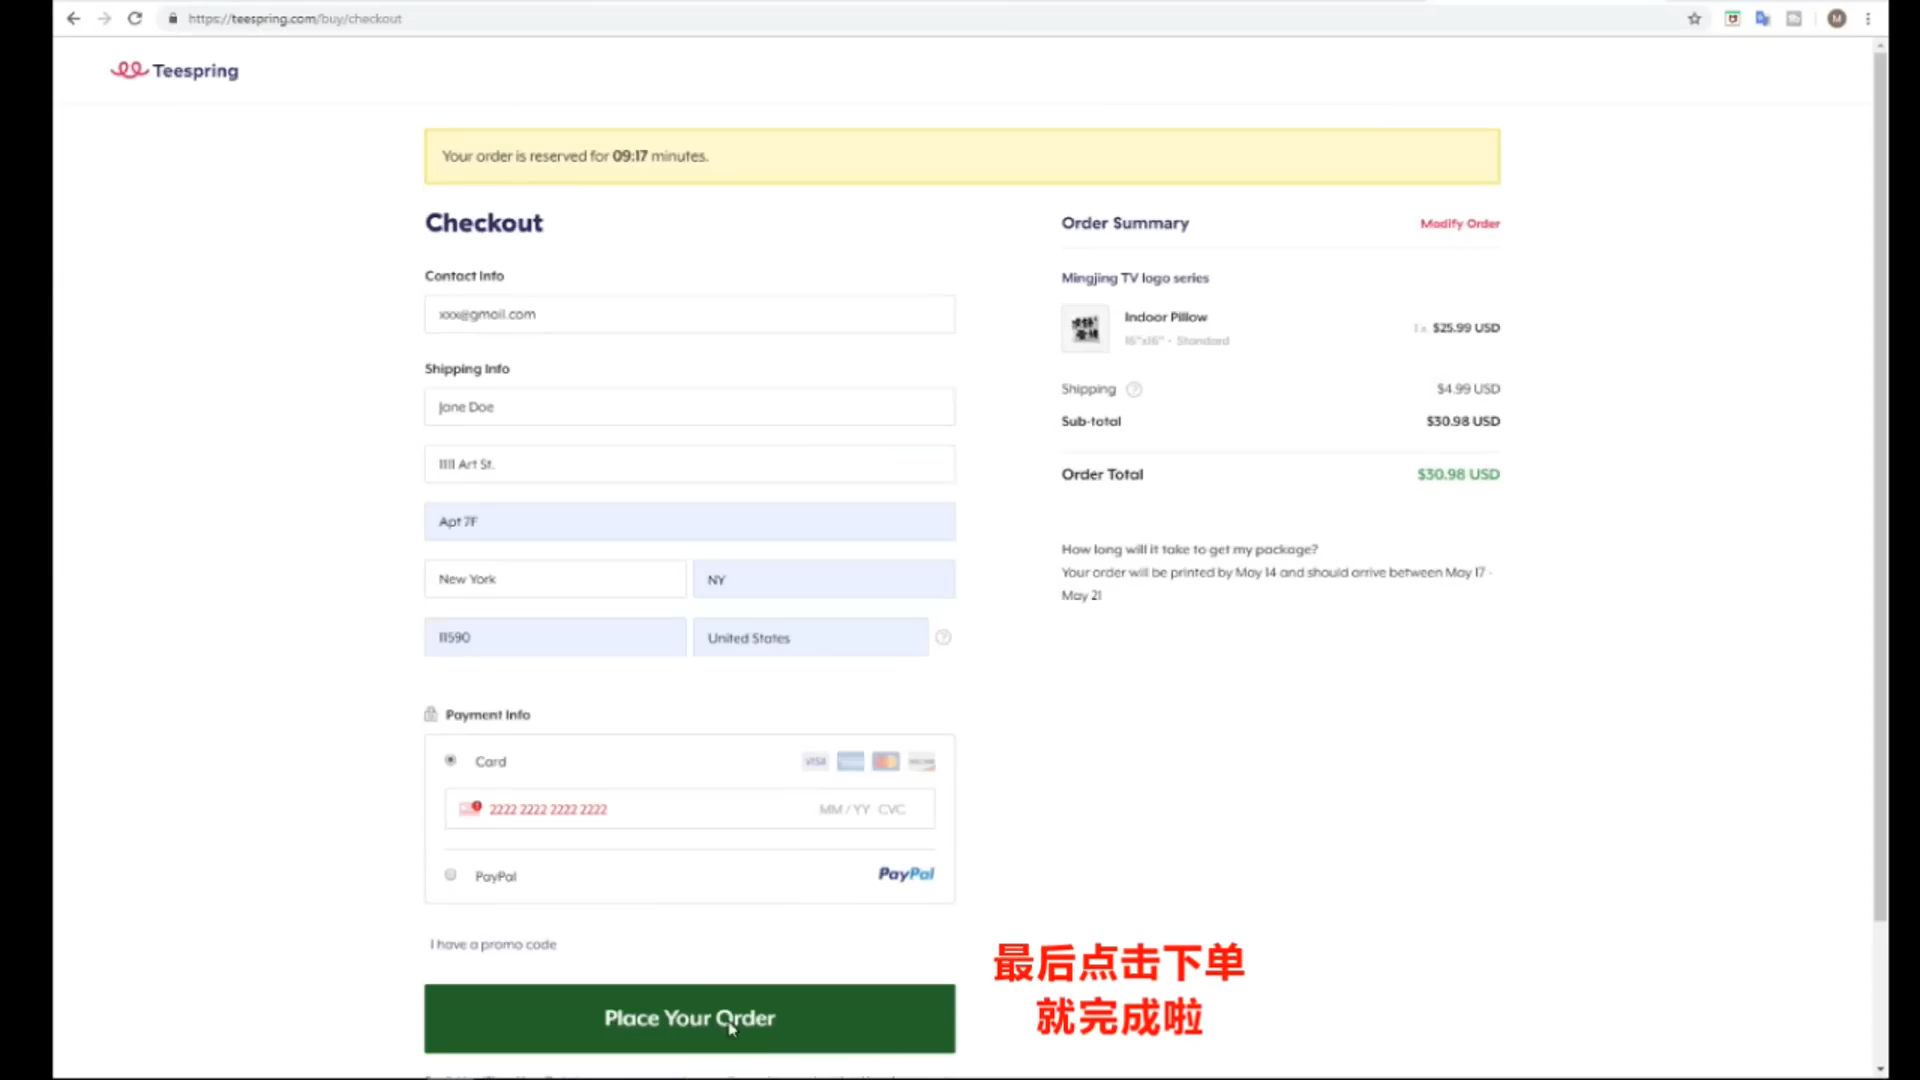 https://teespring.com/buy/checkout
M
Teespring
Your order is reserved for 09:17 minutes.
Checkout
Contact Info
xxx@gmail.com
Shipping Info
Jane Doe
1111 Art St.
Apt 7F
New York
NY
11590
United States
Payment Info
Card
VISA
2222 2222 2222 2222
MM / YY CVC
PayPal
PayPal
I have a promo code
Place Your Order
Order Summary
Modify Order
Mingjing TV logo series
Indoor Pillow
1 x $25.99 USD
16"x16" • Standard
Shipping
$4.99 USD
Sub-total
$30.98 USD
Order Total
$30.98 USD
How long will it take to get my package?
Your order will be printed by May 14 and should arrive between May 17 -
May 21
最后点击下单
就完成啦